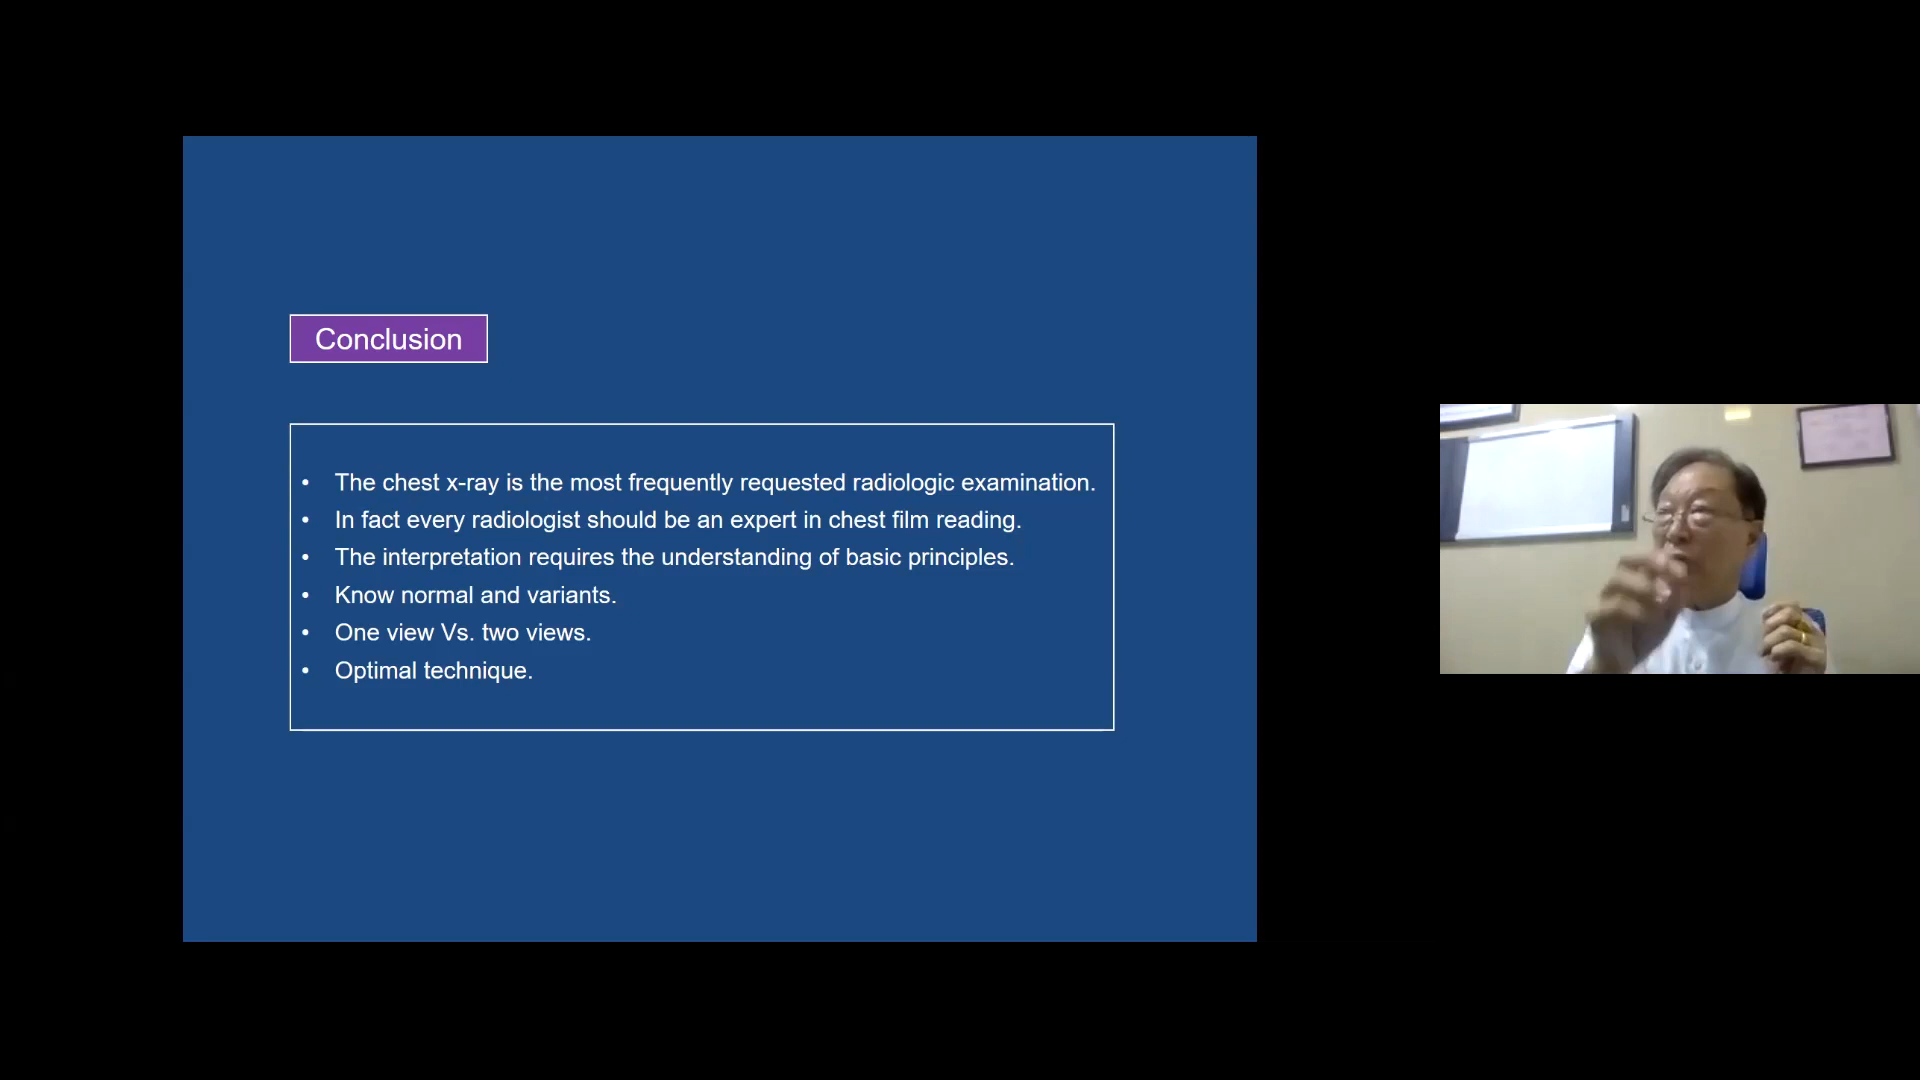 Conclusion
• The chest x-ray is the most frequently requested radiologic examination.
• In fact every radiologist should be an expert in chest film reading.
• The interpretation requires the understanding of basic principles.
• Know normal and variants.
• One view Vs. two views.
• Optimal technique.